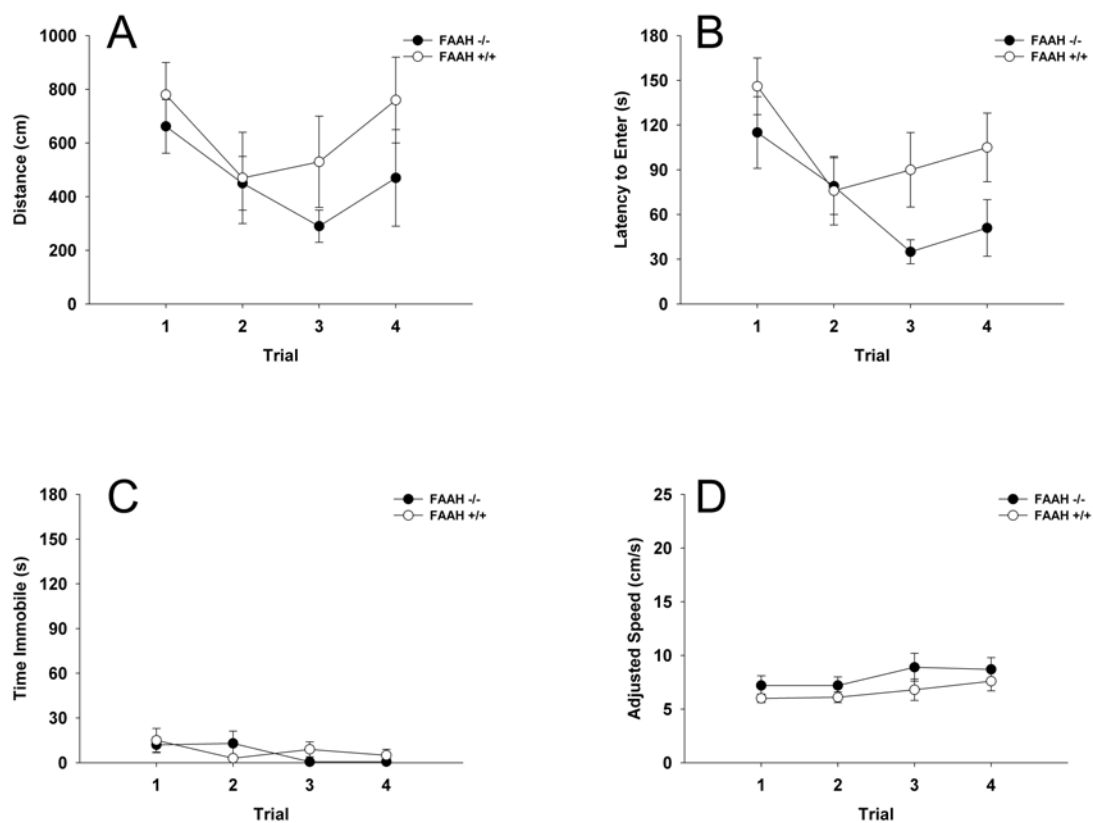 A
FAAH -/-
FAAH +/+
Distance (cm)
1000
800
600
400
200
0
1 2 3 4
Trial
B
FAAH -/-
FAAH +/+
Latency to Enter (s)
180
150
120
90
60
30
0
1 2 3 4
Trial
C
FAAH -/-
FAAH +/+
Time Immobile (s)
180
150
120
90
60
30
0
1 2 3 4
Trial
D
FAAH -/-
FAAH +/+
Adjusted Speed (cm/s)
25
20
15
10
5
0
1 2 3 4
Trial